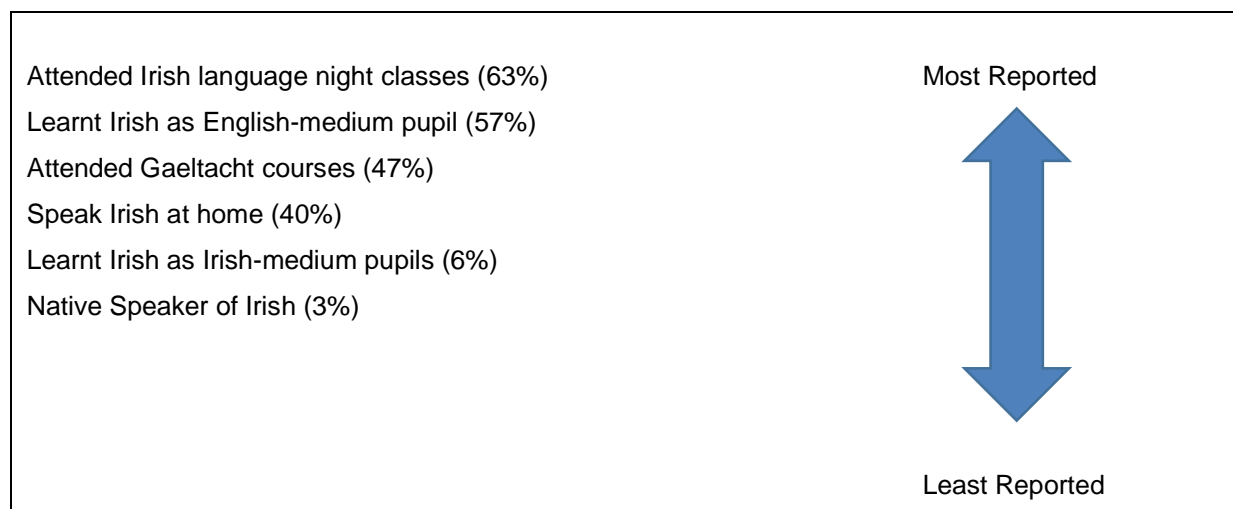 Attended Irish language night classes (63%)
Most Reported
Learnt Irish as English-medium pupil (57%)
Attended Gaeltacht courses (47%)
Speak Irish at home (40%)
Learnt Irish as Irish-medium pupils (6%)
Native Speaker of Irish (3%)
Least Reported